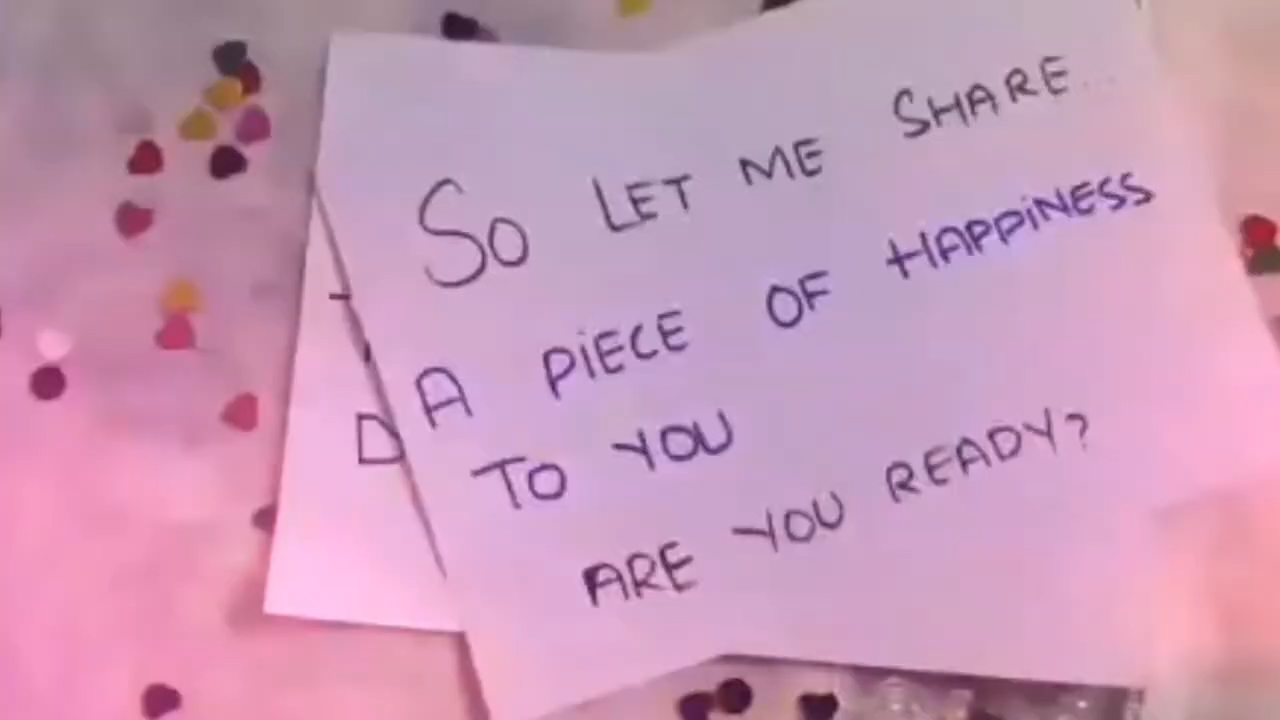 So LET ME SHARE...
A PiECE OF HAPPiNESS
TO YOU
ARE YOU READY?
D